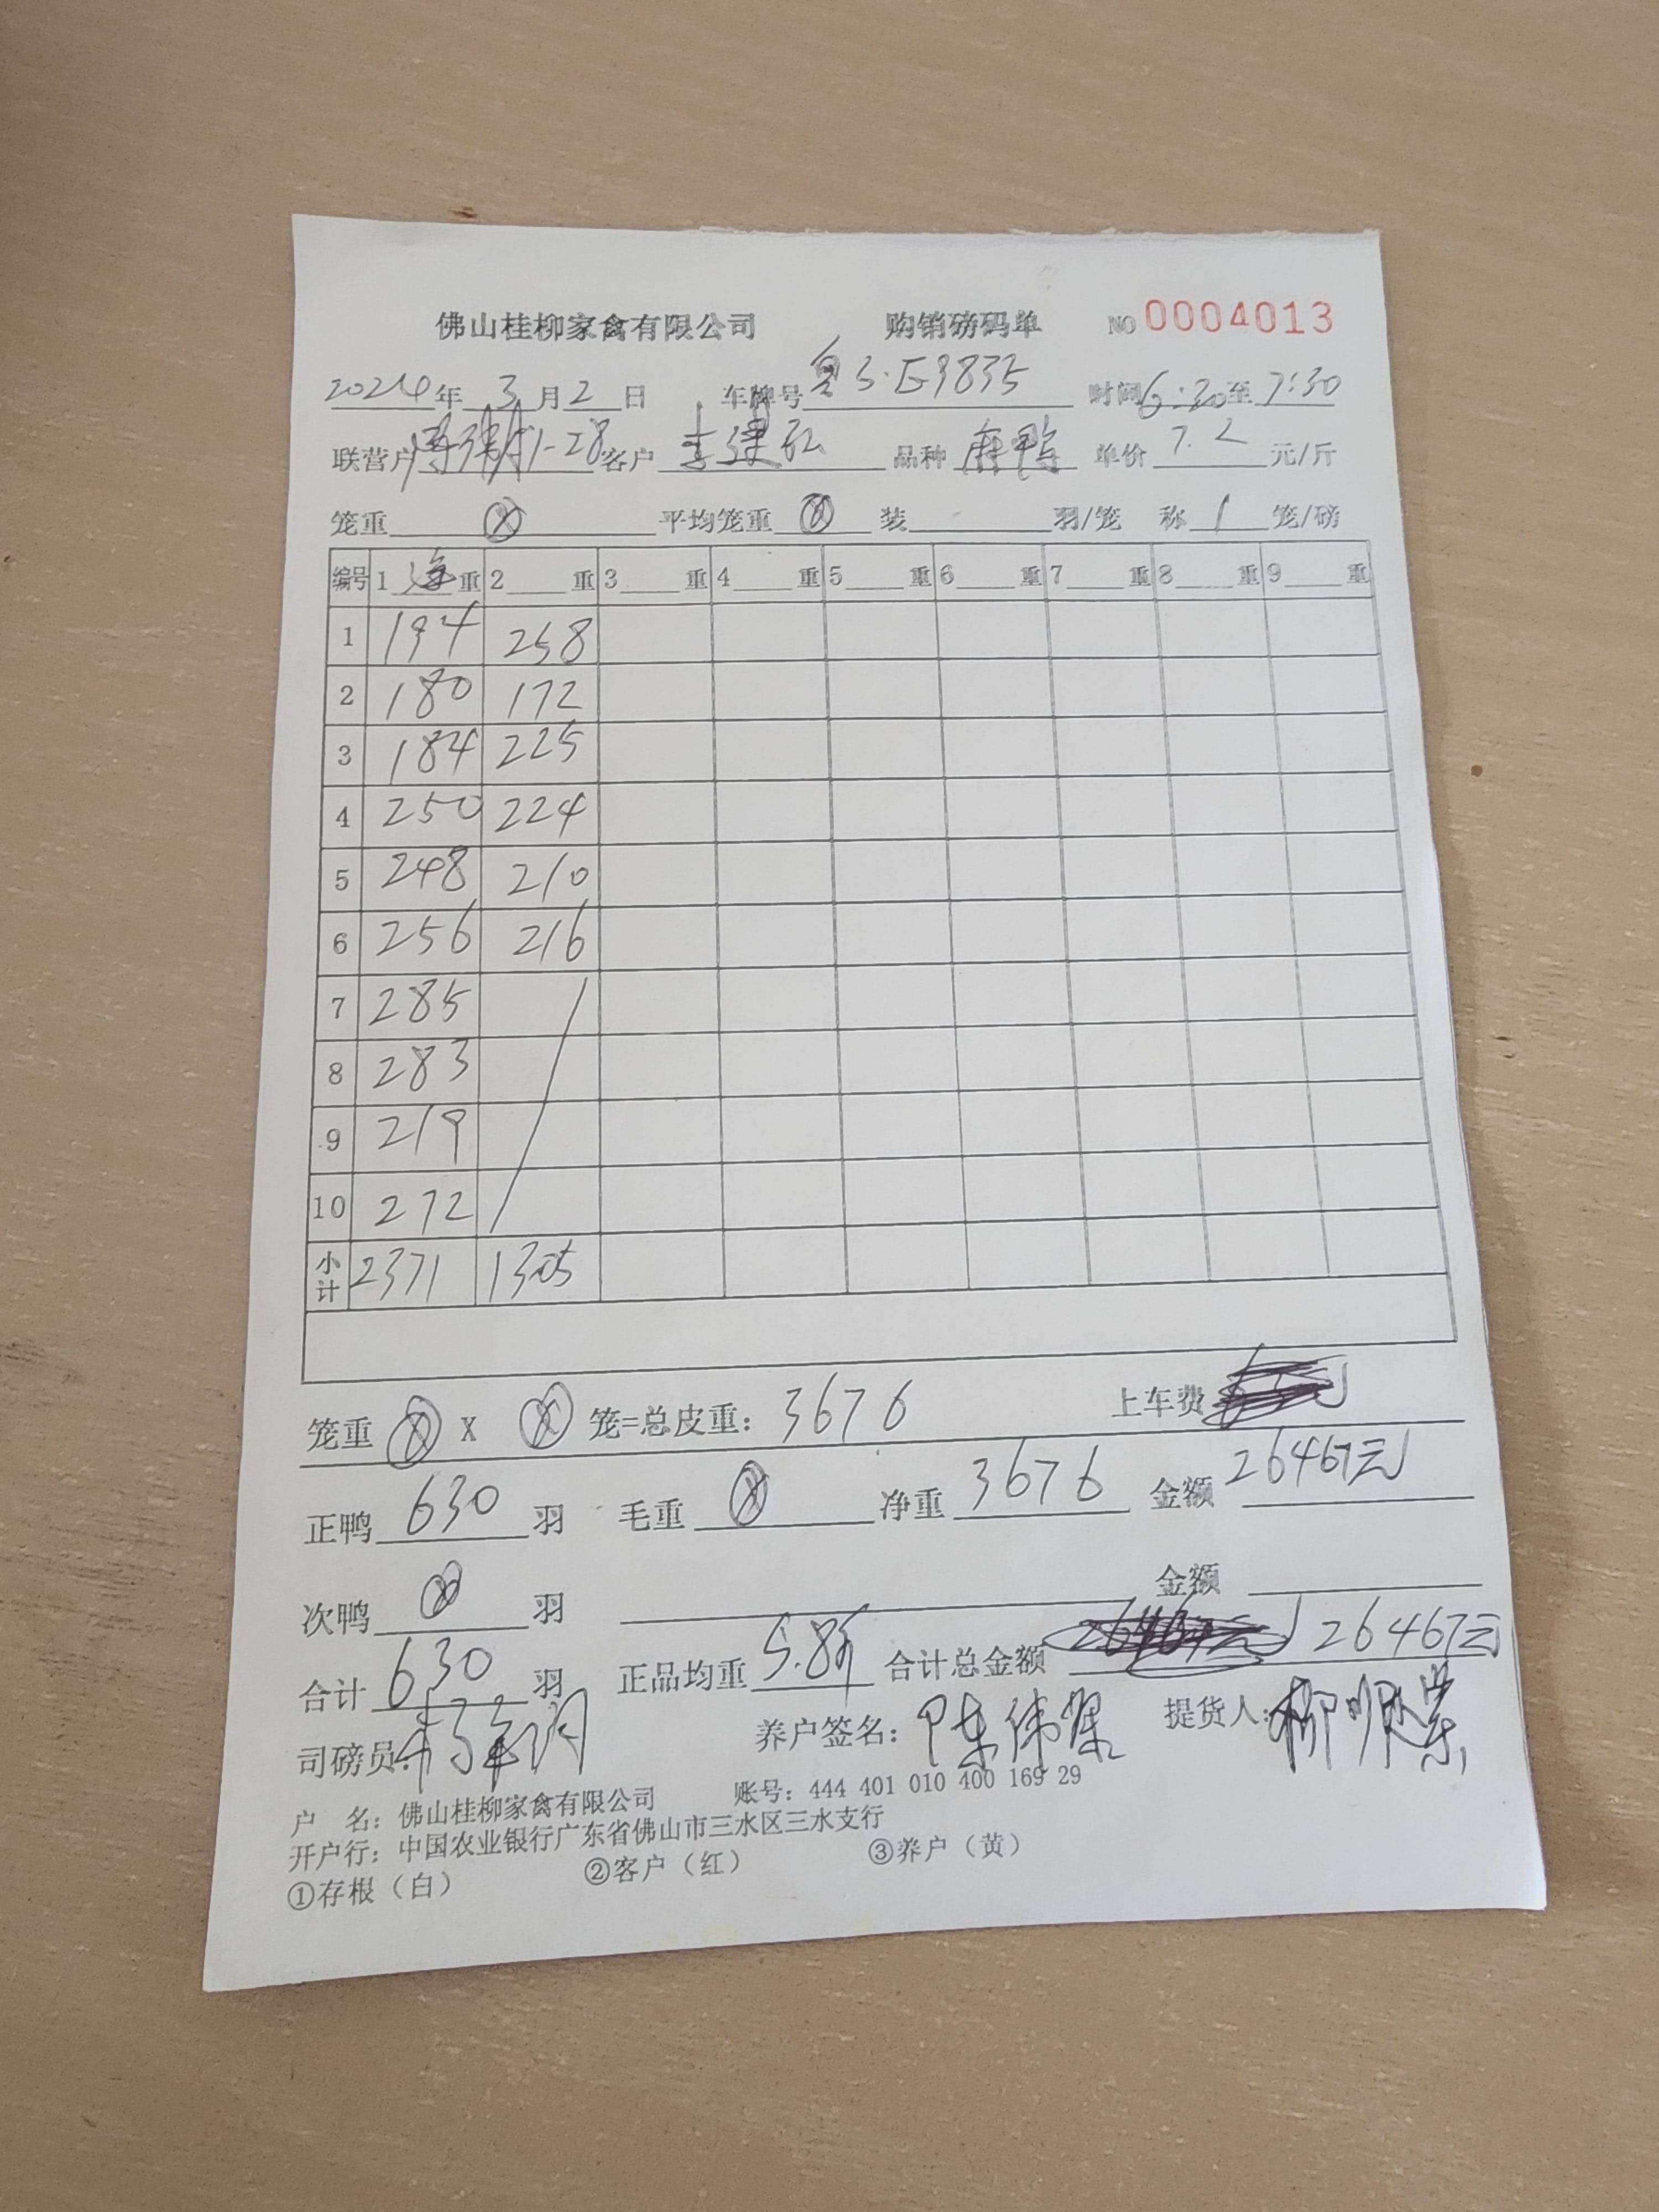 佛山桂柳家禽有限公司 购销磅码单 NO 0004013
2024年 3月2日 车牌号 粤S·E9835 时间6:20至7:30
联营户 1-28 客户 李建弘 品种 麻鸭 单价 7.2 元/斤
笼重 ⊗ 平均笼重 ⊗ 装 羽/笼 称 1 笼/磅
编号 1 净重 2 重 3 重 4 重 5 重 6 重 7 重 8 重 9 重
1 194 258
2 180 172
3 184 225
4 250 224
5 248 210
6 256 216
7 285
8 283
9 219
10 272
小计 2371 1305
笼重 ⊗ X ⊗ 笼=总皮重: 3676 上车费
正鸭 630 羽 毛重 ⊗ 净重 3676 金额 26467元
次鸭 ⊗ 羽 金额
合计 630 羽 正品均重 5.8斤 合计总金额 26467元
司磅员: 养户签名: 陈伟 提货人: 柳
户 名: 佛山桂柳家禽有限公司 账号: 444 401 010 400 169 29
开户行: 中国农业银行广东省佛山市三水区三水支行
①存根(白) ②客户(红) ③养户(黄)